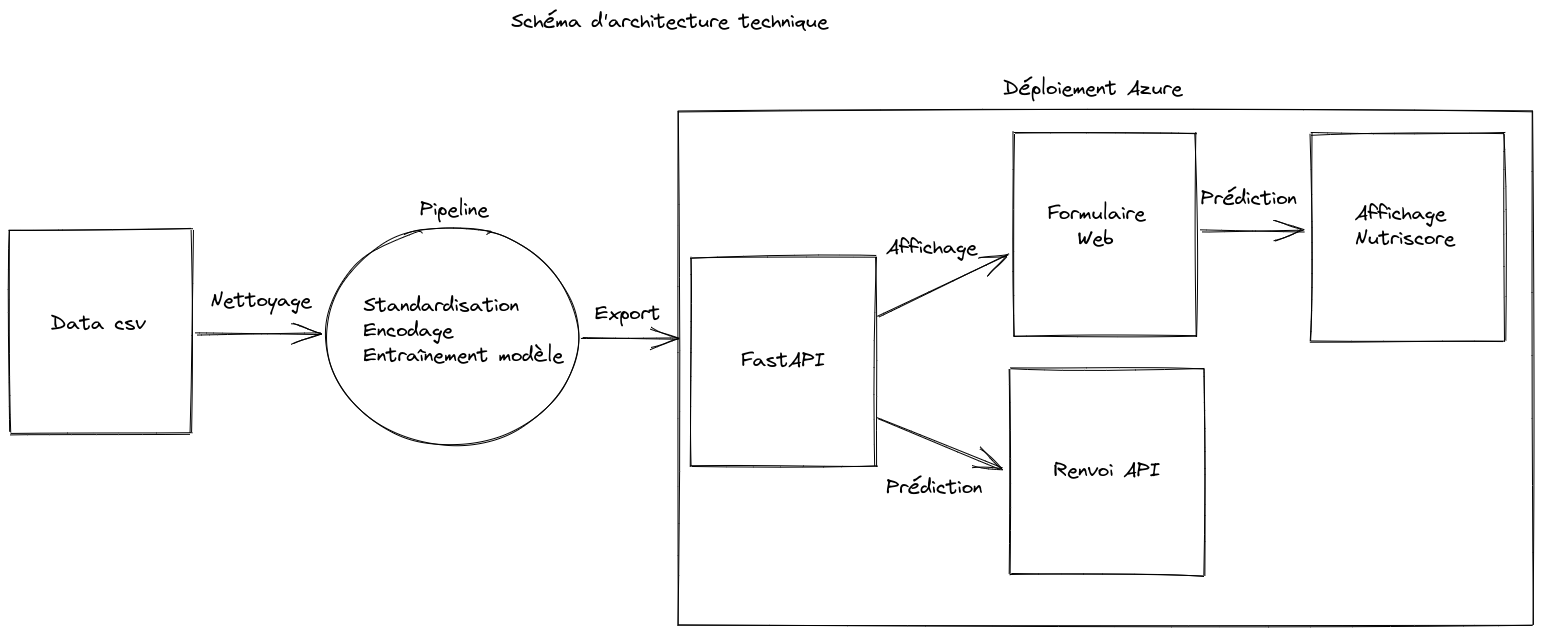 Schéma d'architecture technique
Déploiement Azure
Pipeline
Data csv
Nettoyage
Standardisation
Encodage
Entraînement modèle
Export
FastAPI
Affichage
Formulaire
Web
Prédiction
Affichage
Nutriscore
Prédiction
Renvoi API